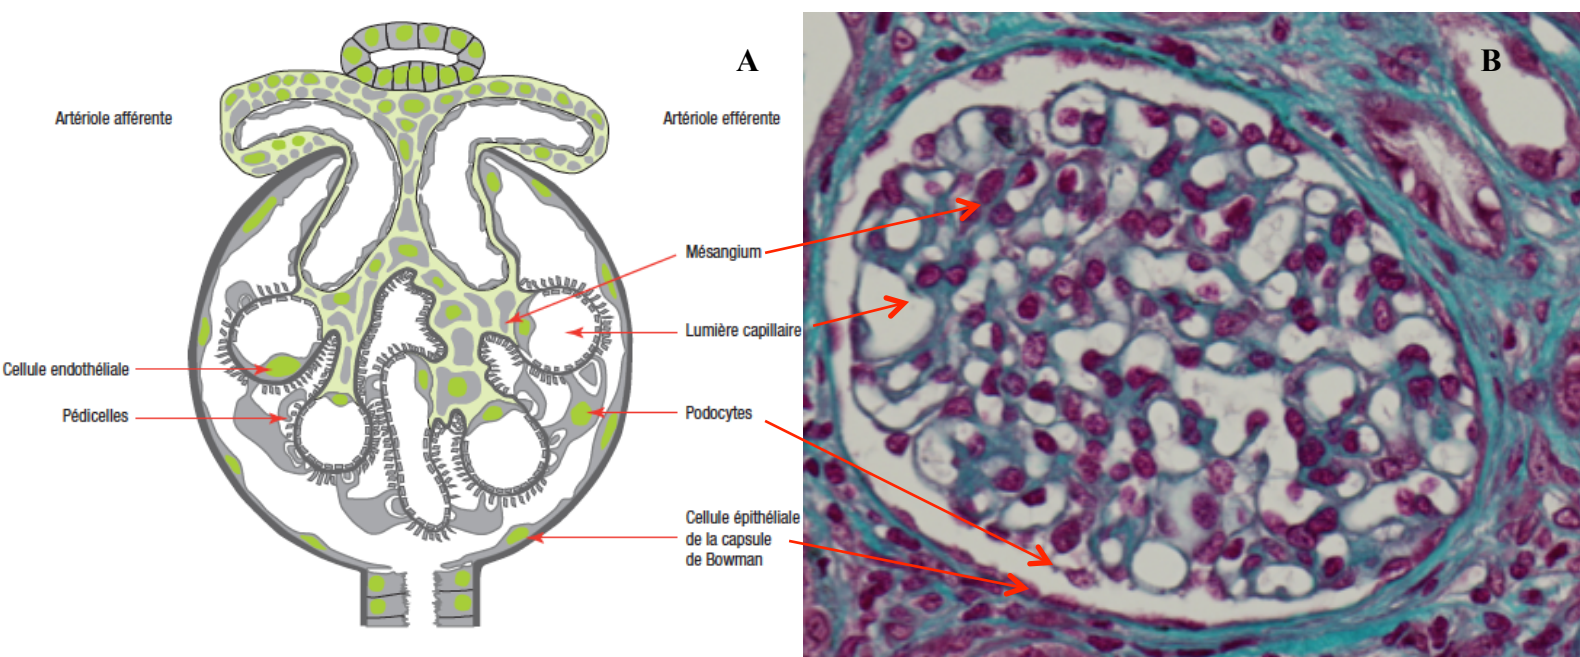 A
B
Artériole afférente
Artériole efférente
Mésangium
Lumière capillaire
Cellule endothéliale
Pédicelles
Podocytes
Cellule épithéliale
de la capsule
de Bowman